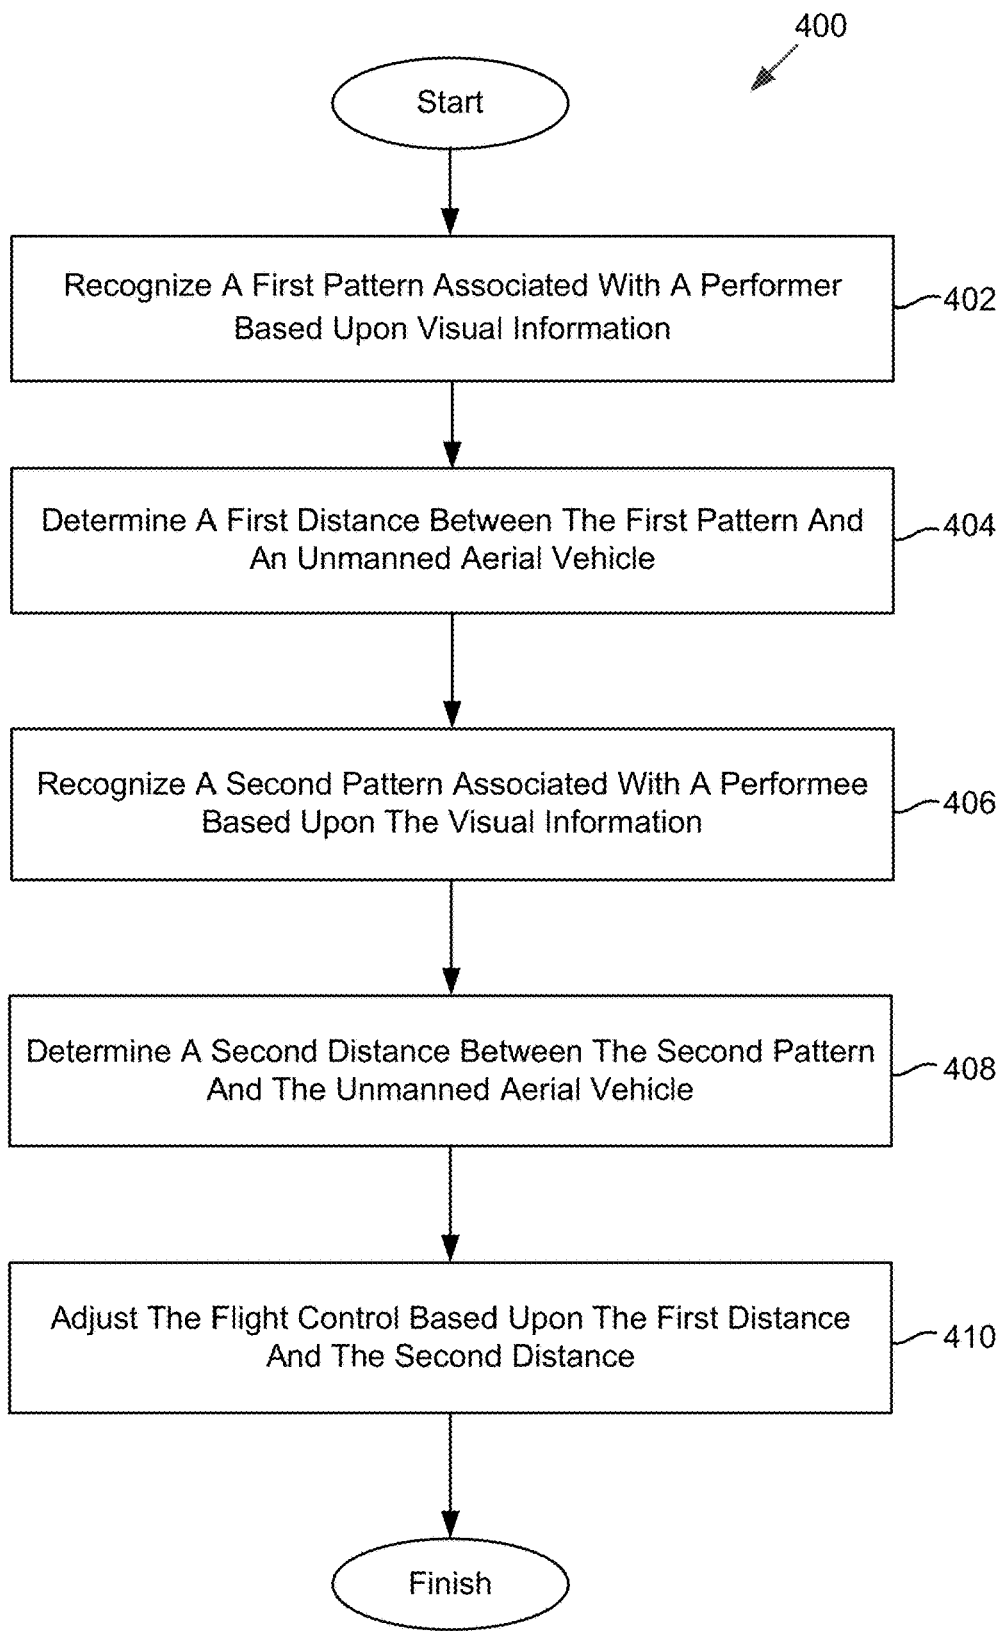 400
Start
Recognize A First Pattern Associated With A Performer
Based Upon Visual Information
402
Determine A First Distance Between The First Pattern And
An Unmanned Aerial Vehicle
404
Recognize A Second Pattern Associated With A Performee
Based Upon The Visual Information
406
Determine A Second Distance Between The Second Pattern
And The Unmanned Aerial Vehicle
408
Adjust The Flight Control Based Upon The First Distance
And The Second Distance
410
Finish